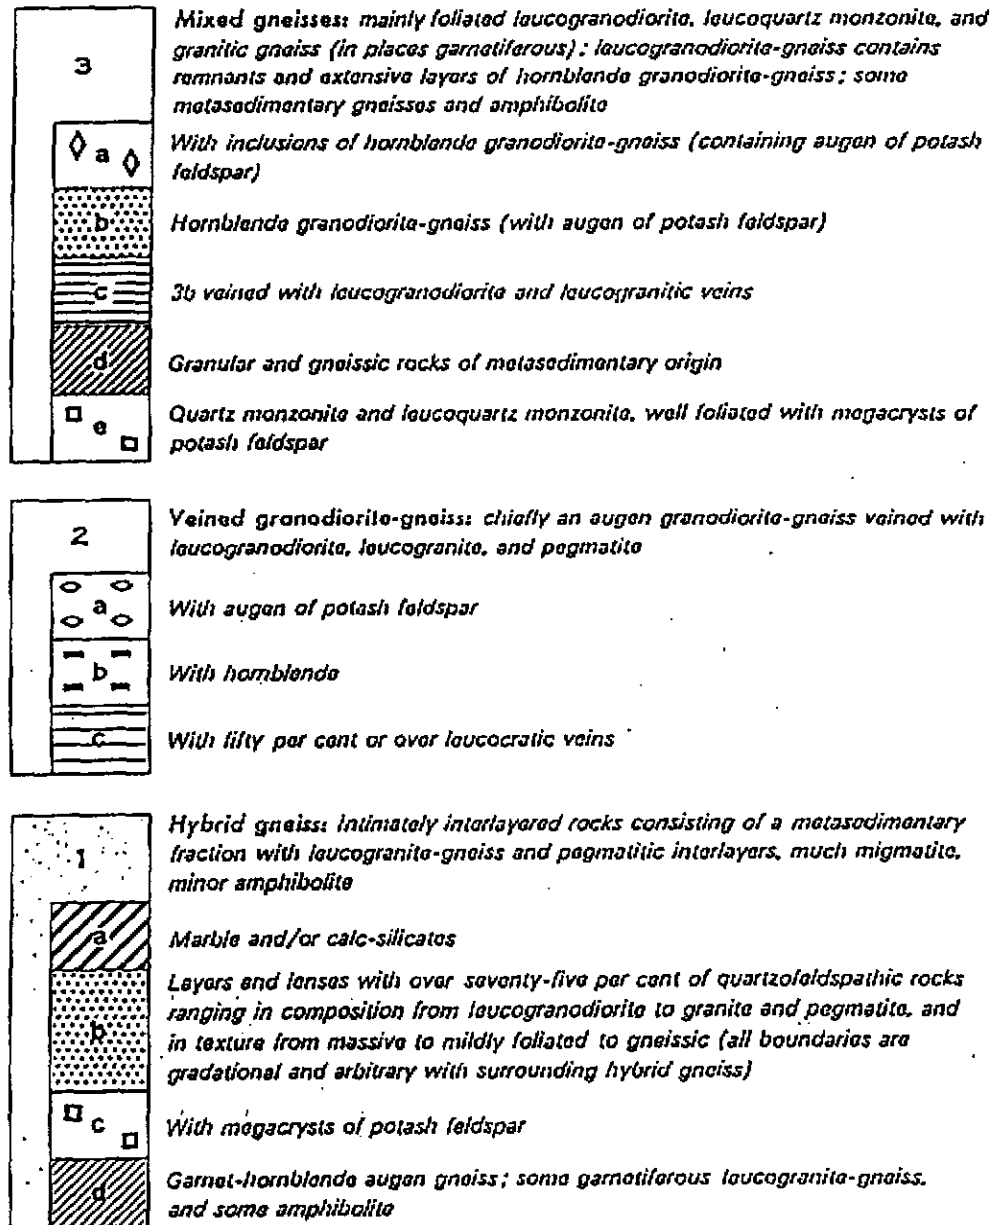 3
Mixed gneisses: mainly foliated leucogranodiorite, leucoquartz monzonite, and
granitic gneiss (in places garnetiferous); leucogranodiorite-gneiss contains
remnants and extensive layers of hornblende granodiorite-gneiss; some
metasedimentary gneisses and amphibolite
a
With inclusions of hornblende granodiorite-gneiss (containing augen of potash
feldspar)
b
Hornblende granodiorite-gneiss (with augen of potash feldspar)
c
3b veined with leucogranodiorite and leucogranitic veins
d
Granular and gneissic rocks of metasedimentary origin
e
Quartz monzonite and leucoquartz monzonite, well foliated with megacrysts of
potash feldspar
2
Veined granodiorite-gneiss: chiefly an augen granodiorite-gneiss veined with
leucogranodiorite, leucogranite, and pegmatite
a
With augen of potash feldspar
b
With hornblende
c
With fifty per cent or over leucocratic veins
1
Hybrid gneiss: intimately interlayered rocks consisting of a metasedimentary
fraction with leucogranite-gneiss and pegmatitic interlayers, much migmatite,
minor amphibolite
a
Marble and/or calc-silicates
b
Layers and lenses with over seventy-five per cent of quartzofeldspathic rocks
ranging in composition from leucogranodiorite to granite and pegmatite, and
in texture from massive to mildly foliated to gneissic (all boundaries are
gradational and arbitrary with surrounding hybrid gneiss)
c
With megacrysts of potash feldspar
d
Garnet-hornblende augen gneiss; some garnetiferous leucogranite-gneiss,
and some amphibolite